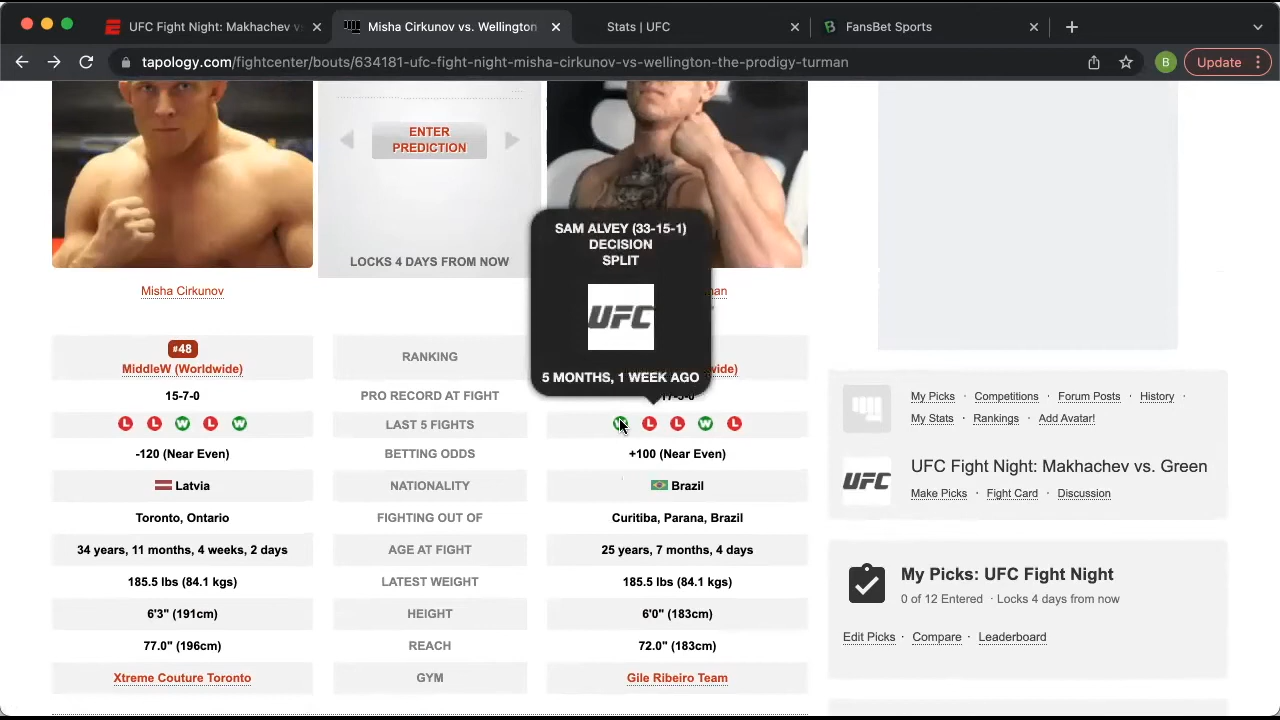 UFC Fight Night: Makhachev vs
Misha Cirkunov vs. Wellington
Stats | UFC
FansBet Sports
tapology.com/fightcenter/bouts/634181-ufc-fight-night-misha-cirkunov-vs-wellington-the-prodigy-turman
B
Update
ENTER
PREDICTION
LOCKS 4 DAYS FROM NOW
SAM ALVEY (33-15-1)
DECISION
SPLIT
UFC
5 MONTHS, 1 WEEK AGO
Misha Cirkunov
man
#48
MiddleW (Worldwide)
RANKING
wide)
15-7-0
PRO RECORD AT FIGHT
L L W L W
LAST 5 FIGHTS
L L W L
-120 (Near Even)
BETTING ODDS
+100 (Near Even)
Latvia
NATIONALITY
Brazil
Toronto, Ontario
FIGHTING OUT OF
Curitiba, Parana, Brazil
34 years, 11 months, 4 weeks, 2 days
AGE AT FIGHT
25 years, 7 months, 4 days
185.5 lbs (84.1 kgs)
LATEST WEIGHT
185.5 lbs (84.1 kgs)
6'3" (191cm)
HEIGHT
6'0" (183cm)
77.0" (196cm)
REACH
72.0" (183cm)
Xtreme Couture Toronto
GYM
Gile Ribeiro Team
My Picks · Competitions · Forum Posts · History ·
My Stats · Rankings · Add Avatar!
UFC
UFC Fight Night: Makhachev vs. Green
Make Picks · Fight Card · Discussion
My Picks: UFC Fight Night
0 of 12 Entered · Locks 4 days from now
Edit Picks · Compare · Leaderboard